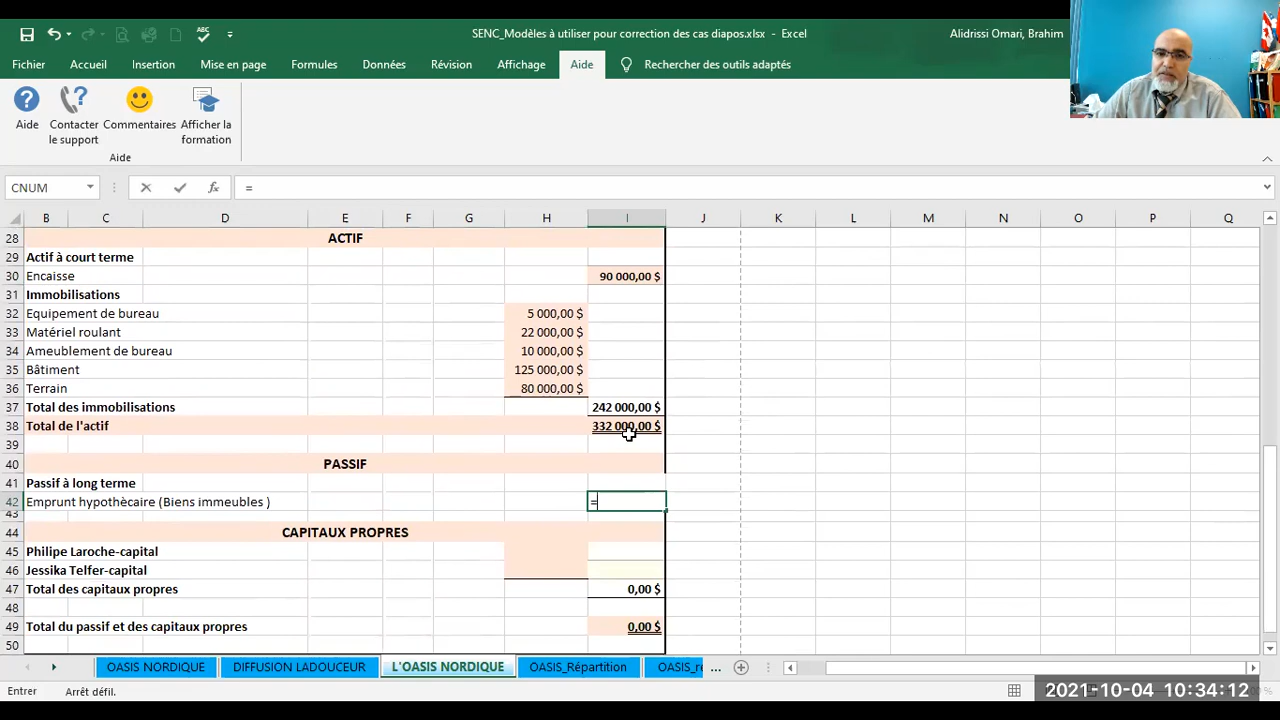 SENC_Modèles à utiliser pour correction des cas diapos.xlsx - Excel
Alidrissi Omari, Brahim
Fichier Accueil Insertion Mise en page Formules Données Révision Affichage Aide Rechercher des outils adaptés
Aide Contacter le support Commentaires Afficher la formation
Aide
CNUM =
B C D E F G H I J K L M N O P Q
28 ACTIF
29 Actif à court terme
30 Encaisse 90 000,00 $
31 Immobilisations
32 Equipement de bureau 5 000,00 $
33 Matériel roulant 22 000,00 $
34 Ameublement de bureau 10 000,00 $
35 Bâtiment 125 000,00 $
36 Terrain 80 000,00 $
37 Total des immobilisations 242 000,00 $
38 Total de l'actif 332 000,00 $
39
40 PASSIF
41 Passif à long terme
42 Emprunt hypothècaire (Biens immeubles ) =
43
44 CAPITAUX PROPRES
45 Philipe Laroche-capital
46 Jessika Telfer-capital
47 Total des capitaux propres 0,00 $
48
49 Total du passif et des capitaux propres 0,00 $
50
OASIS NORDIQUE DIFFUSION LADOUCEUR L'OASIS NORDIQUE OASIS_Répartition ...
Entrer Arrêt défil. 2021-10-04 10:34:12